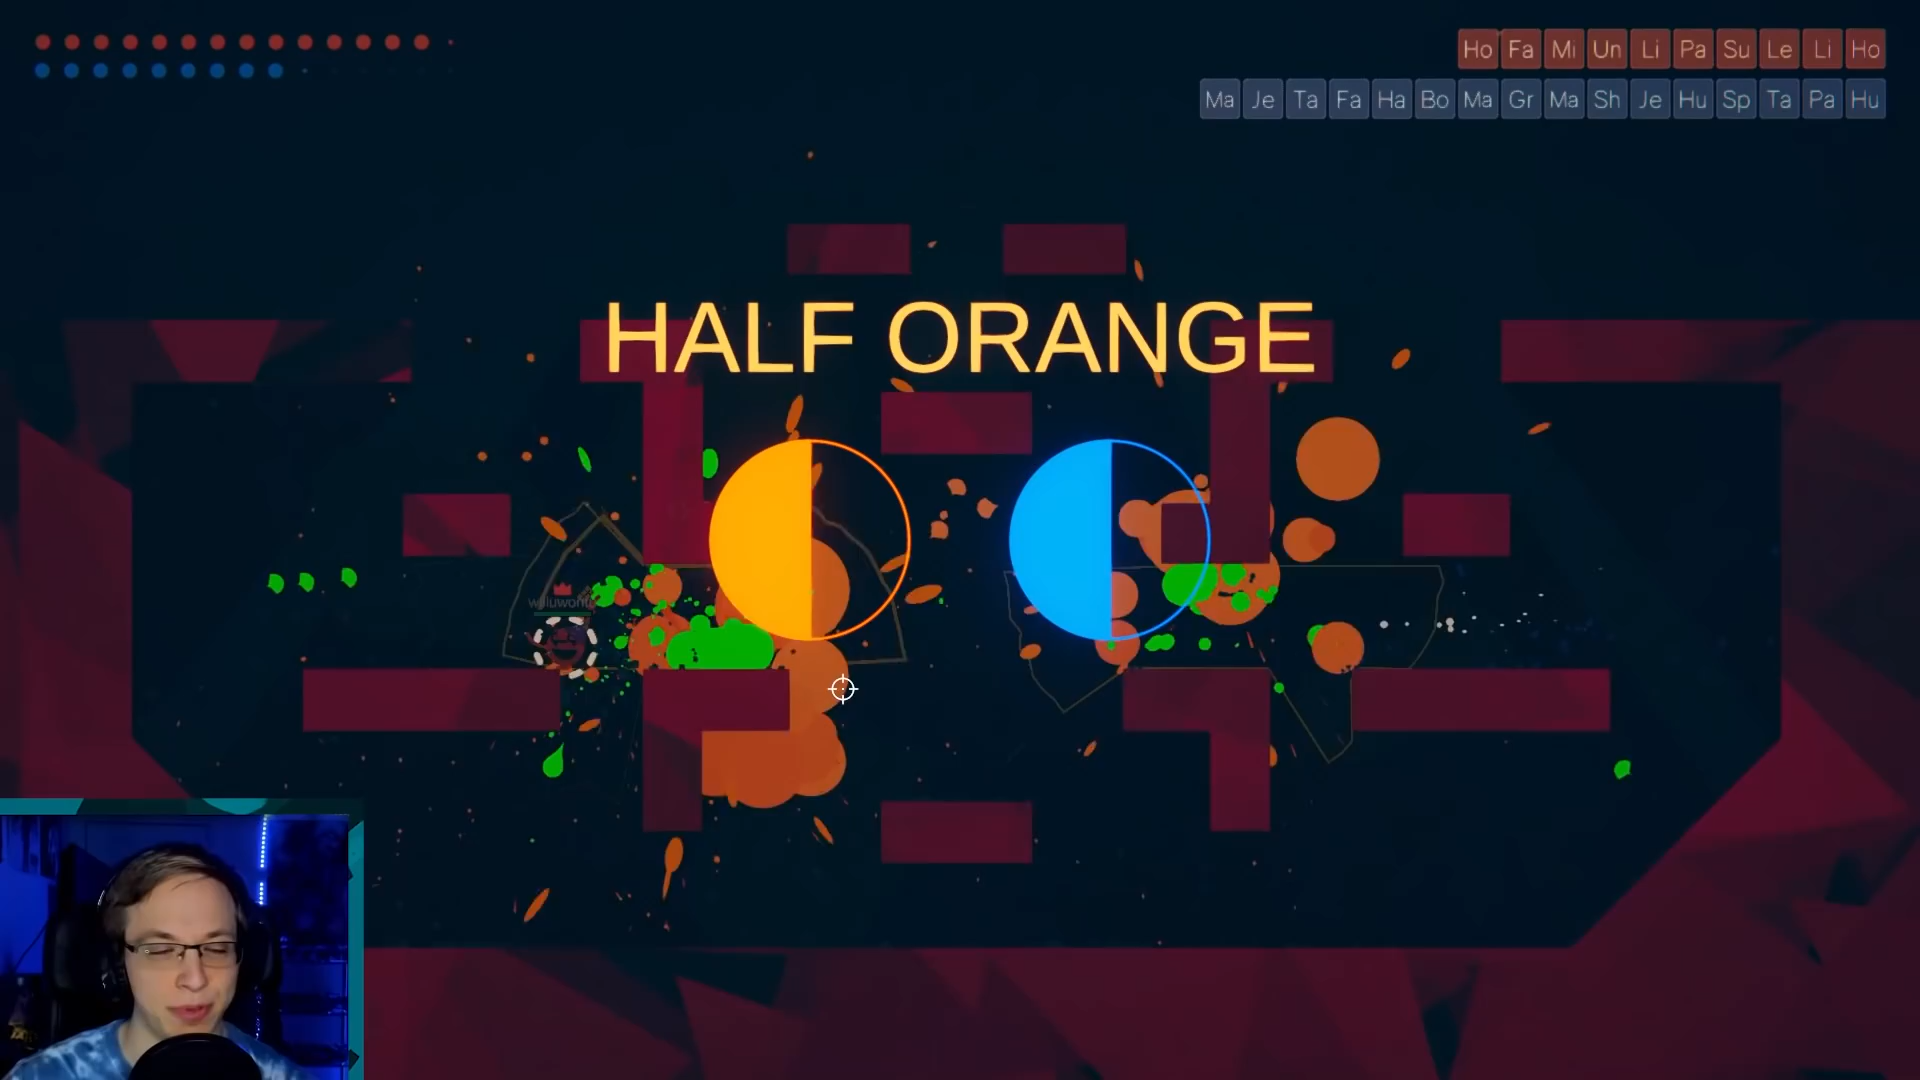 Ho Fa Mi Un Li Pa Su Le Li Ho
Ma Je Ta Fa Ha Bo Ma Gr Ma Sh Je Hu Sp Ta Pa Hu
HALF ORANGE